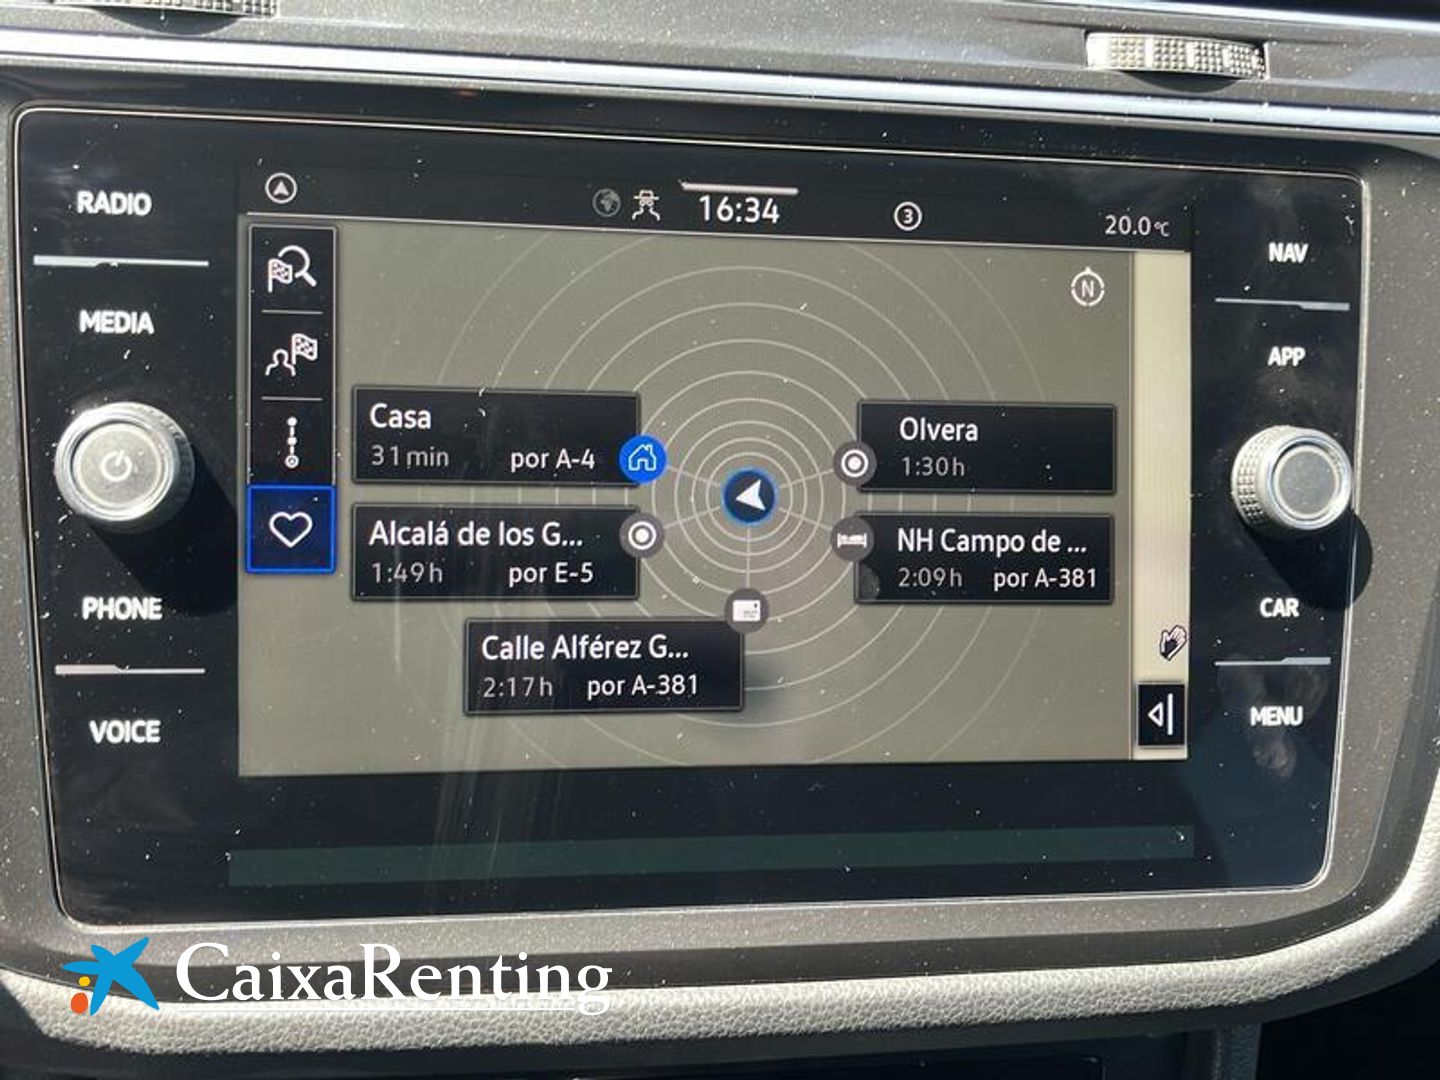 RADIO
MEDIA
PHONE
VOICE
16:34
3
20.0°C
N
Casa
31min por A-4
Alcalá de los G...
1:49h por E-5
Calle Alférez G...
2:17h por A-381
Olvera
1:30h
NH Campo de ...
2:09h por A-381
NAV
APP
CAR
MENU
CaixaRenting